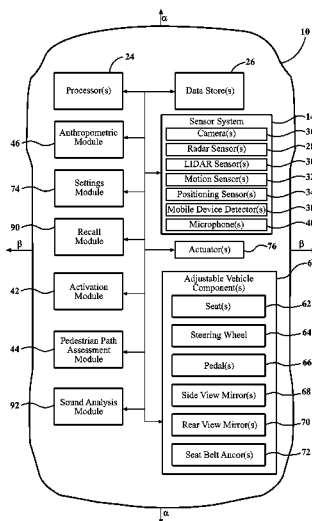 α
10
24
26
Processor(s)
Data Store(s)
Sensor System
14
Camera(s)
Radar Sensor(s)
28
LIDAR Sensor(s)
Motion Sensor(s)
32
Positioning Sensor(s)
34
Mobile Device Detector(s)
Microphone(s)
Anthropometric
Module
46
Settings
Module
74
Recall
Module
90
Actuator(s)
76
β
β
Activation
Module
42
Adjustable Vehicle
Component(s)
Seat(s)
62
Steering Wheel
64
Pedal(s)
66
Side View Mirror(s)
68
Rear View Mirror(s)
70
Seat Belt Ancor(s)
72
Pedestrian Path
Assessment
Module
44
Sound Analysis
Module
92
α